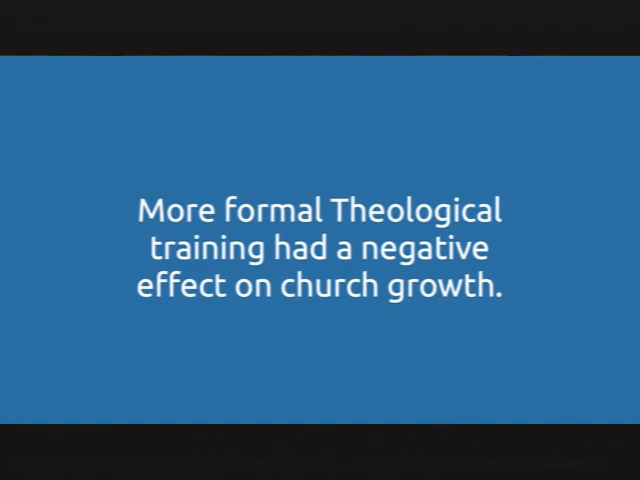 More formal Theological
training had a negative
effect on church growth.